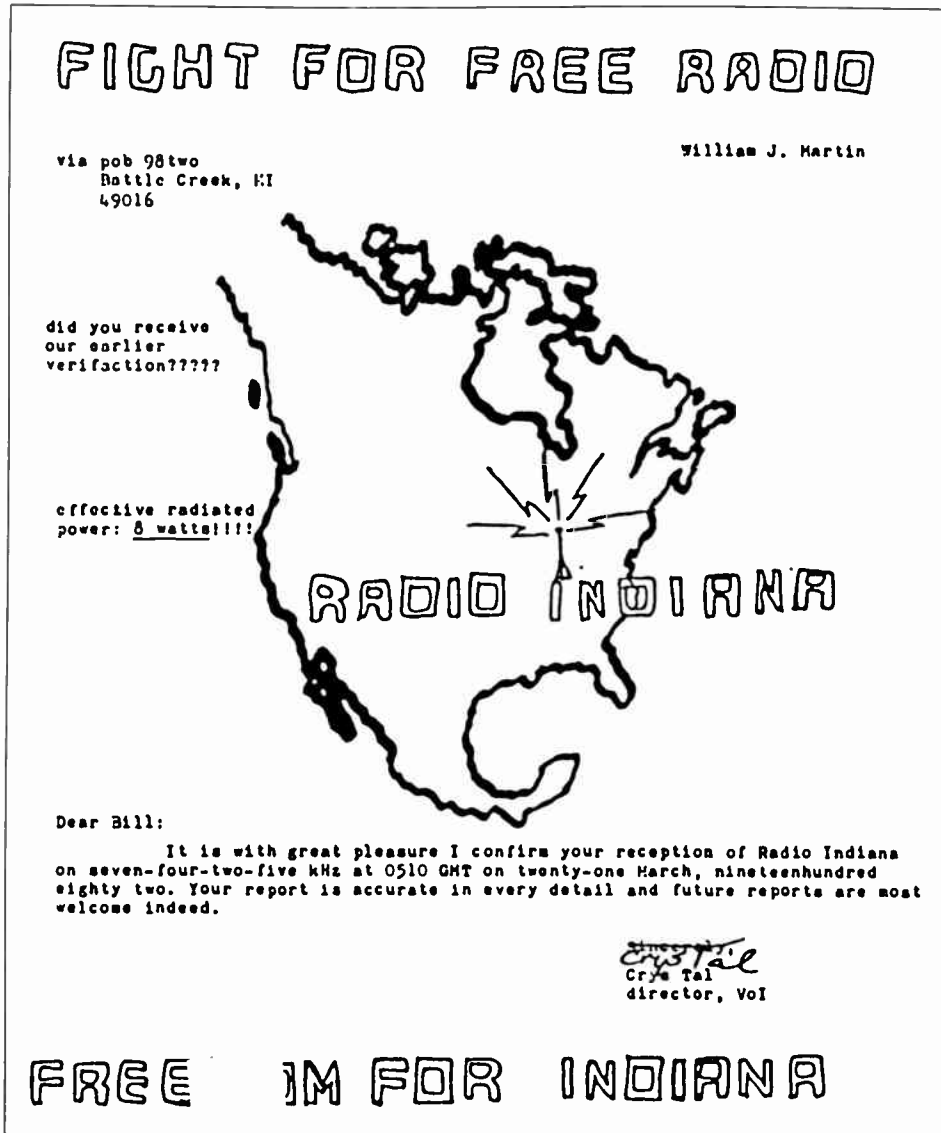 FIGHT FOR FREE RADIO
William J. Martin
via pob 98two
Battle Creek, MI
49016
did you receive
our earlier
verifaction?????
effective radiated
power: 8 watts!!!!
RADIO INDIANA
Dear Bill:
It is with great pleasure I confirm your reception of Radio Indiana
on seven-four-two-five kHz at 0510 GMT on twenty-one March, nineteenhundred
eighty two. Your report is accurate in every detail and future reports are most
welcome indeed.
sincerely
Crys Tal
Crys Tal
director, VoI
FREE OM FOR INDIANA